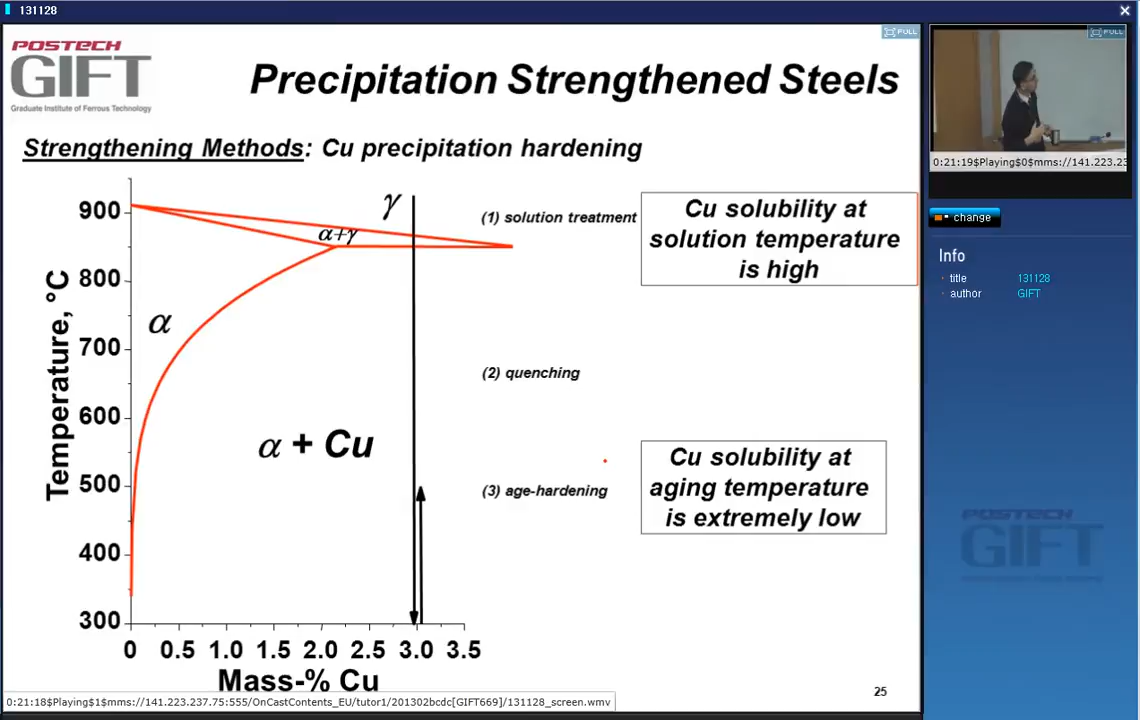 131128
POSTECH
GIFT
Graduate Institute of Ferrous Technology
Precipitation Strengthened Steels
FULL
FULL
Strengthening Methods: Cu precipitation hardening
0:21:19$Playing$0$mms://141.223.23
900
800
700
600
500
400
300
Temperature, °C
γ
α+γ
α
α + Cu
(1) solution treatment
(2) quenching
(3) age-hardening
Cu solubility at
solution temperature
is high
Cu solubility at
aging temperature
is extremely low
0 0.5 1.0 1.5 2.0 2.5 3.0 3.5
Mass-% Cu
25
change
Info
title 131128
author GIFT
POSTECH
GIFT
0:21:18$Playing$1$mms://141.223.237.75:555/OnCastContents_EU/tutor1/201302bcdc[GIFT669]/131128_screen.wmv